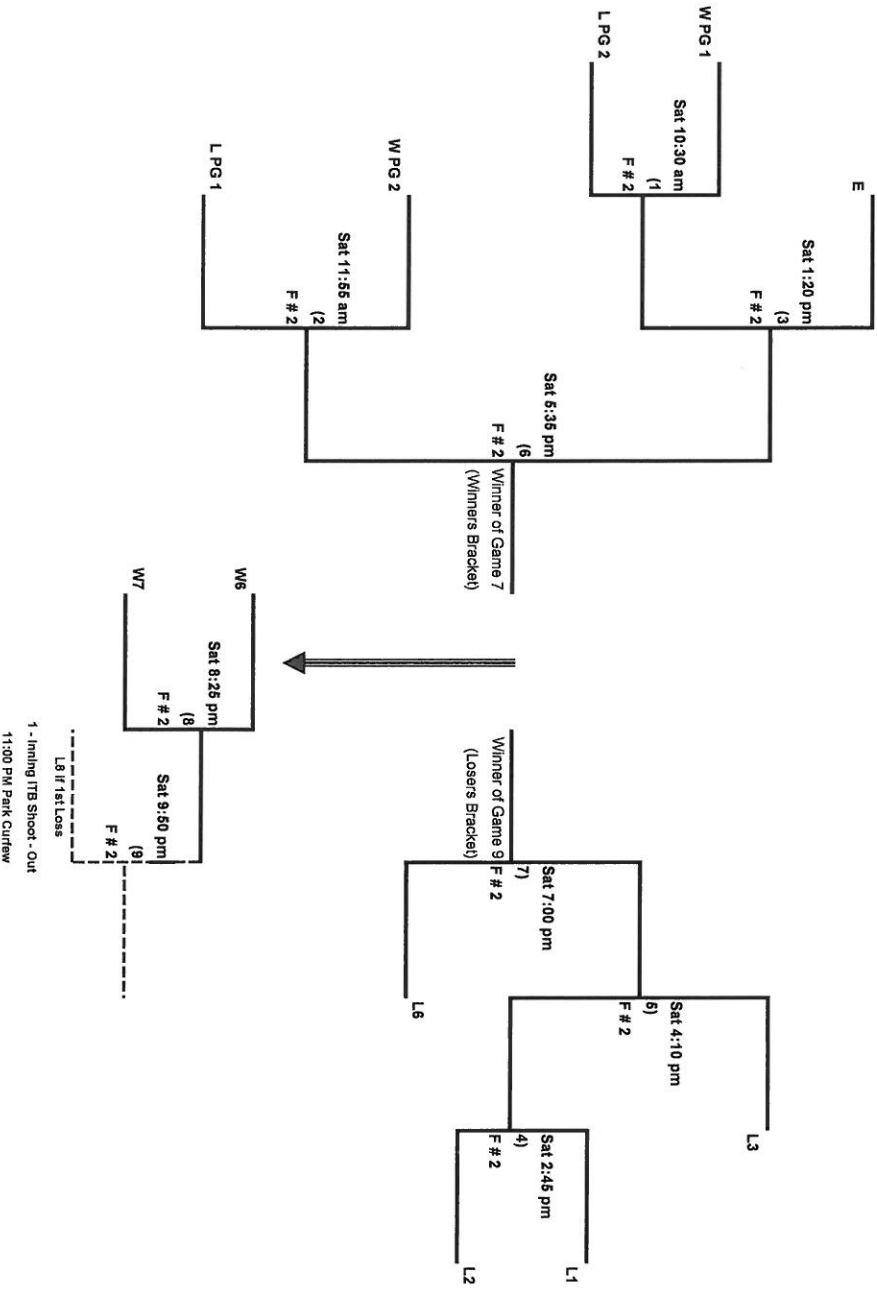 E
Sat 1:20 pm
(3
F # 2
W PG 1
Sat 10:30 am
(1
F # 2
L PG 2
Sat 5:35 pm
(6
F # 2
Winner of Game 7
(Winners Bracket)
W PG 2
Sat 11:55 am
(2
F # 2
L PG 1
L3
Sat 4:10 pm
5)
F # 2
L1
Sat 2:45 pm
4)
F # 2
L2
Sat 7:00 pm
7)
F # 2
Winner of Game 9
(Losers Bracket)
L6
W6
Sat 8:25 pm
(8
F # 2
W7
Sat 9:50 pm
(9
F # 2
L8 if 1st Loss
1 - Inning ITB Shoot - Out
11:00 PM Park Curfew